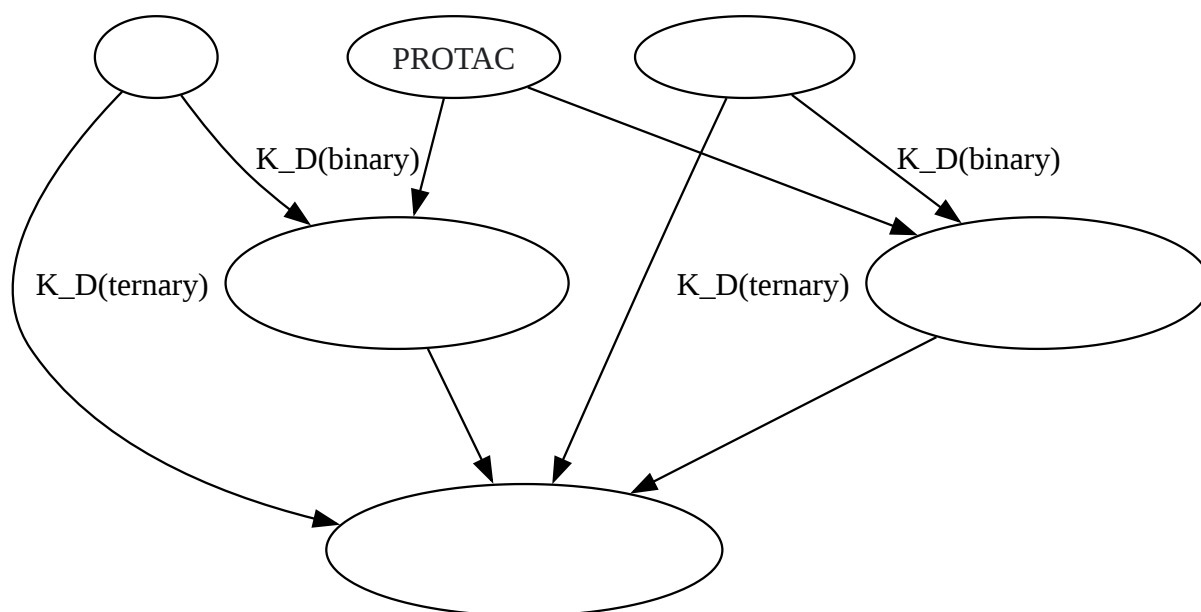 PROTAC
K_D(binary)
K_D(binary)
K_D(ternary)
K_D(ternary)